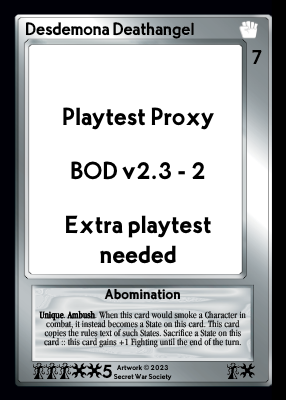 Desdemona Deathangel
7
Playtest Proxy
BOD v2.3 - 2
Extra playtest
needed
Abomination
Unique. Ambush. When this card would smoke a Character in
combat, it instead becomes a State on this card. This card
copies the rules text of such States. Sacrifice a State on this
card :: this card gains +1 Fighting until the end of the turn.
5
Artwork © 2023
Secret War Society